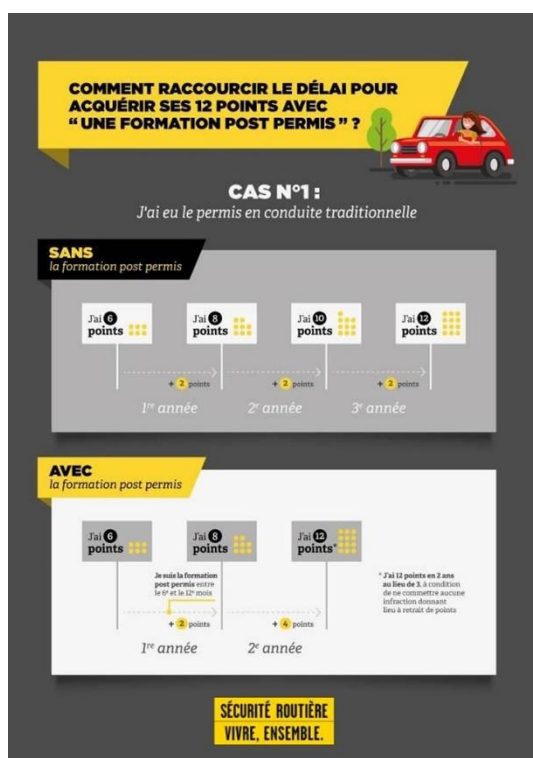 COMMENT RACCOURCIR LE DÉLAI POUR
ACQUÉRIR SES 12 POINTS AVEC
“ UNE FORMATION POST PERMIS ” ?
CAS N°1 :
J'ai eu le permis en conduite traditionnelle
SANS
la formation post permis
J'ai 6
points
J'ai 8
points
J'ai 10
points
J'ai 12
points
+ 2 points
+ 2 points
+ 2 points
1re année
2e année
3e année
AVEC
la formation post permis
J'ai 6
points
J'ai 8
points
J'ai 12
points*
Je suis la formation
post permis entre
le 6e et le 12e mois
* J'ai 12 points en 2 ans
au lieu de 3, à condition
de ne commettre aucune
infraction donnant
lieu à retrait de points
+ 2 points
+ 4 points
1re année
2e année
SÉCURITÉ ROUTIÈRE
VIVRE, ENSEMBLE.